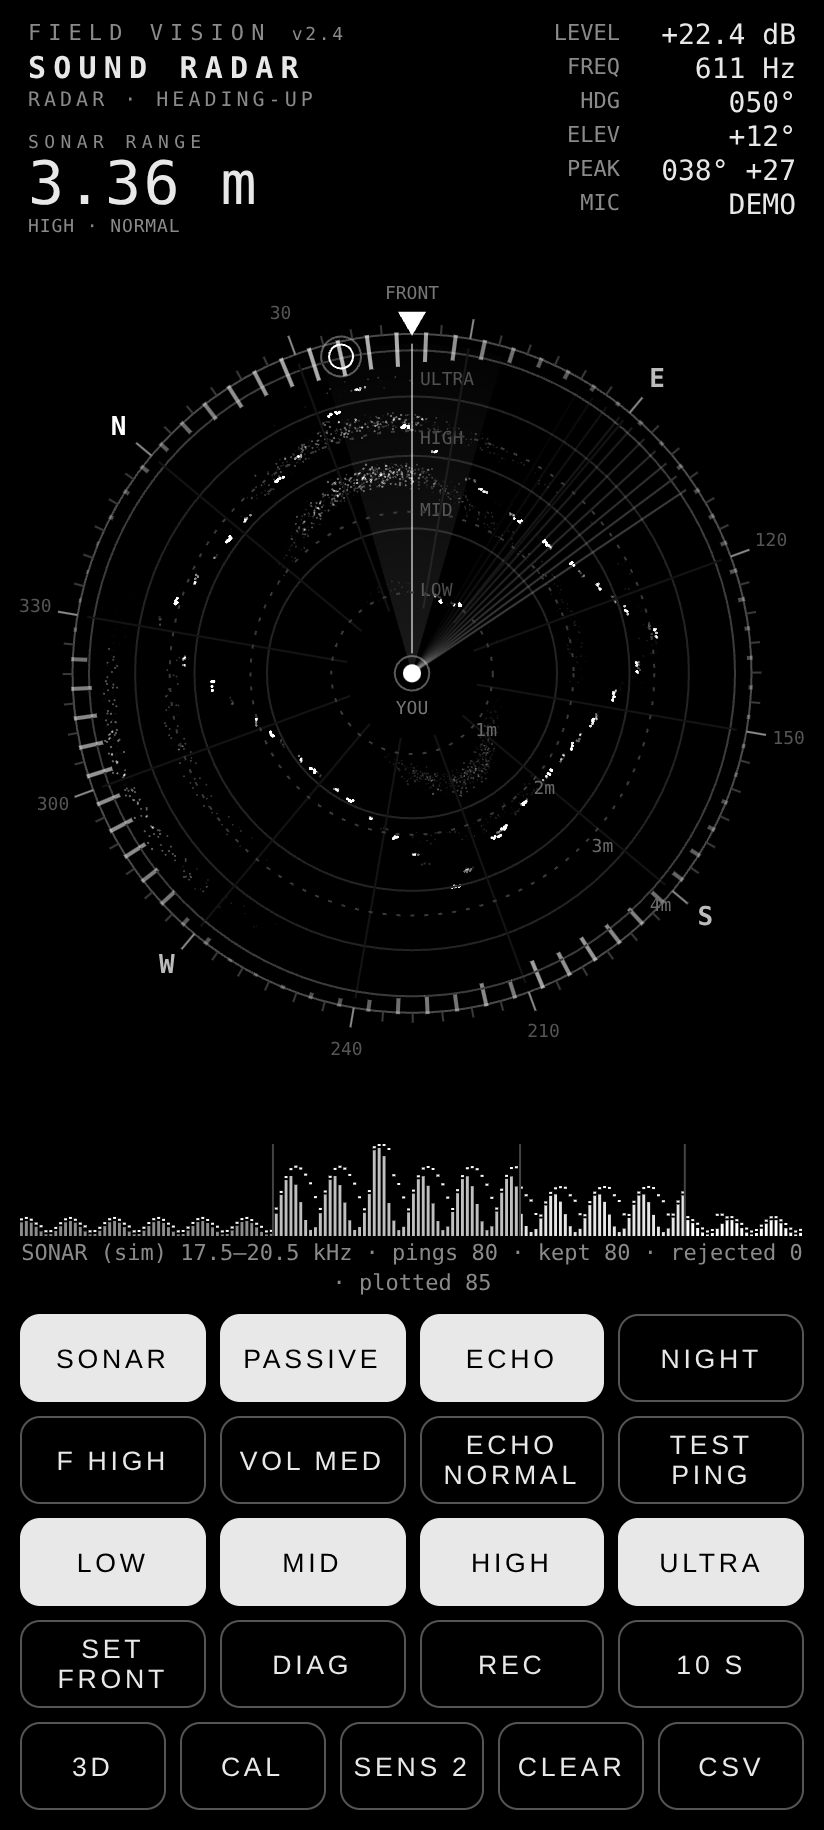 FIELD VISION v2.4
SOUND RADAR
RADAR · HEADING-UP
SONAR RANGE
3.36 m
HIGH · NORMAL
LEVEL +22.4 dB
FREQ 611 Hz
HDG 050°
ELEV +12°
PEAK 038° +27
MIC DEMO
FRONT
30
ULTRA
E
N
HIGH
MID
120
LOW
330
YOU
1m
150
2m
300
3m
4m
S
W
210
240
SONAR (sim) 17.5–20.5 kHz · pings 80 · kept 80 · rejected 0
· plotted 85
SONAR PASSIVE ECHO NIGHT
F HIGH VOL MED ECHO NORMAL TEST PING
LOW MID HIGH ULTRA
SET FRONT DIAG REC 10 S
3D CAL SENS 2 CLEAR CSV